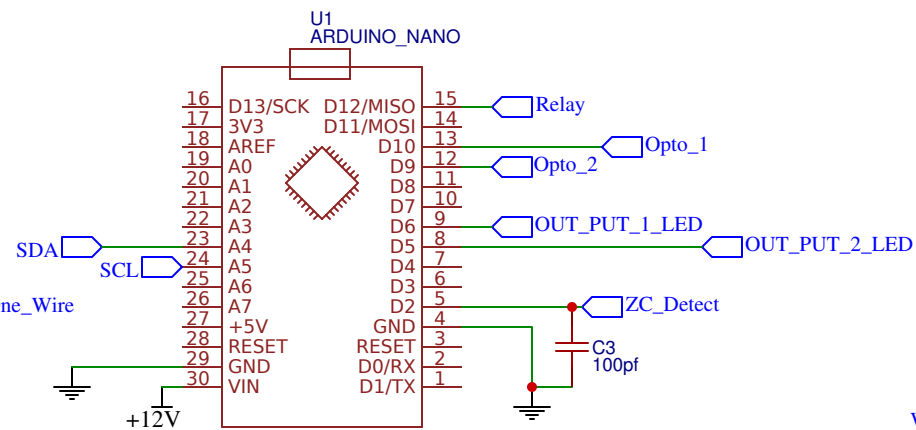 U1
ARDUINO_NANO
16 D13/SCK D12/MISO 15 Relay
17 3V3 D11/MOSI 14
18 AREF D10 13 Opto_1
19 A0 D9 12 Opto_2
20 A1 D8 11
21 A2 D7 10
22 A3 D6 9 OUT_PUT_1_LED
SDA 23 A4 D5 8 OUT_PUT_2_LED
SCL 24 A5 D4 7
25 A6 D3 6
ne_Wire 26 A7 D2 5 ZC_Detect
27 +5V GND 4
28 RESET RESET 3 C3
29 GND D0/RX 2 100pf
30 VIN D1/TX 1
+12V